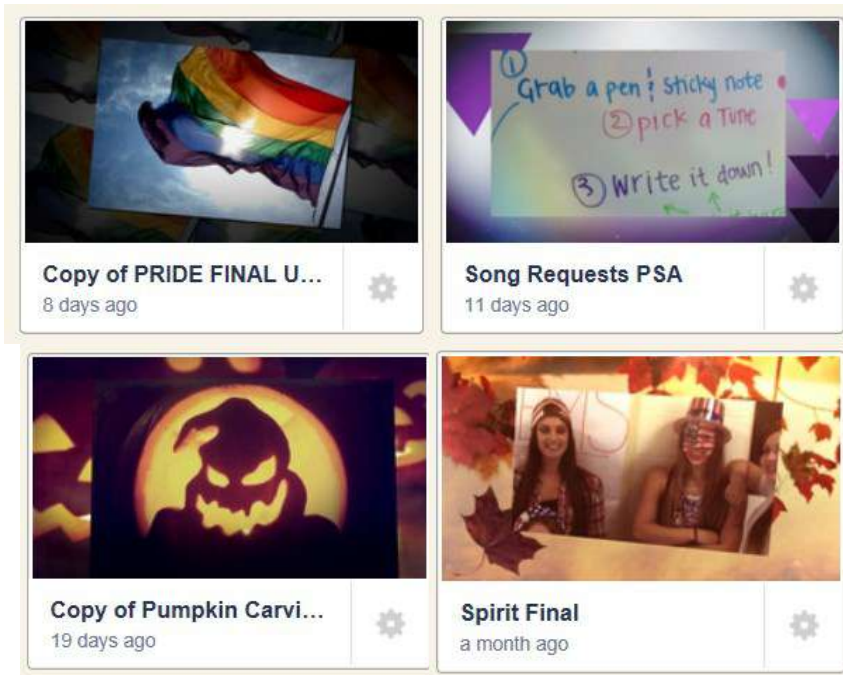 1
Grab a pen & sticky note
2 pick a Tune
3 Write it down!
Copy of PRIDE FINAL U...
8 days ago
Song Requests PSA
11 days ago
Copy of Pumpkin Carvi...
19 days ago
Spirit Final
a month ago